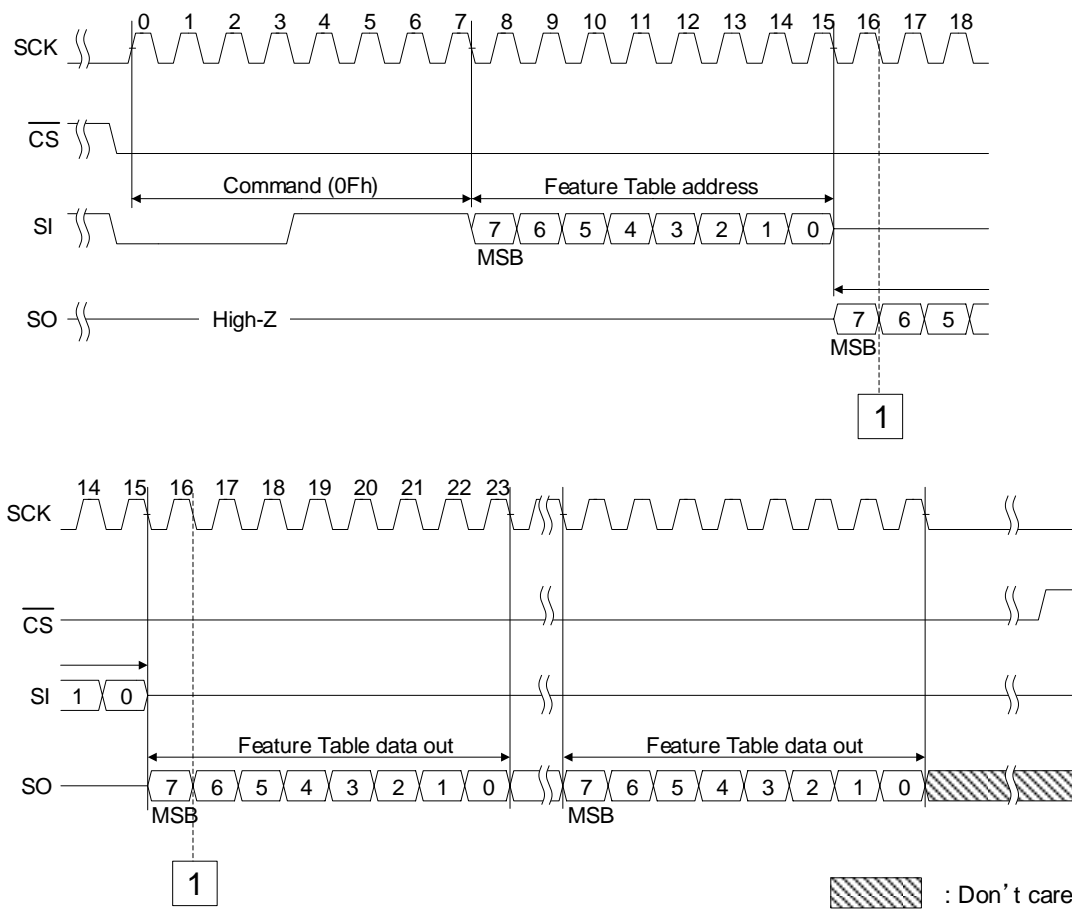 0 1 2 3 4 5 6 7 8 9 10 11 12 13 14 15 16 17 18
SCK
CS
Command (0Fh) Feature Table address
SI 7 6 5 4 3 2 1 0
MSB
SO High-Z 7 6 5
MSB
1
14 15 16 17 18 19 20 21 22 23
SCK
CS
SI 1 0
Feature Table data out Feature Table data out
SO 7 6 5 4 3 2 1 0 7 6 5 4 3 2 1 0
MSB MSB
1
: Don't care